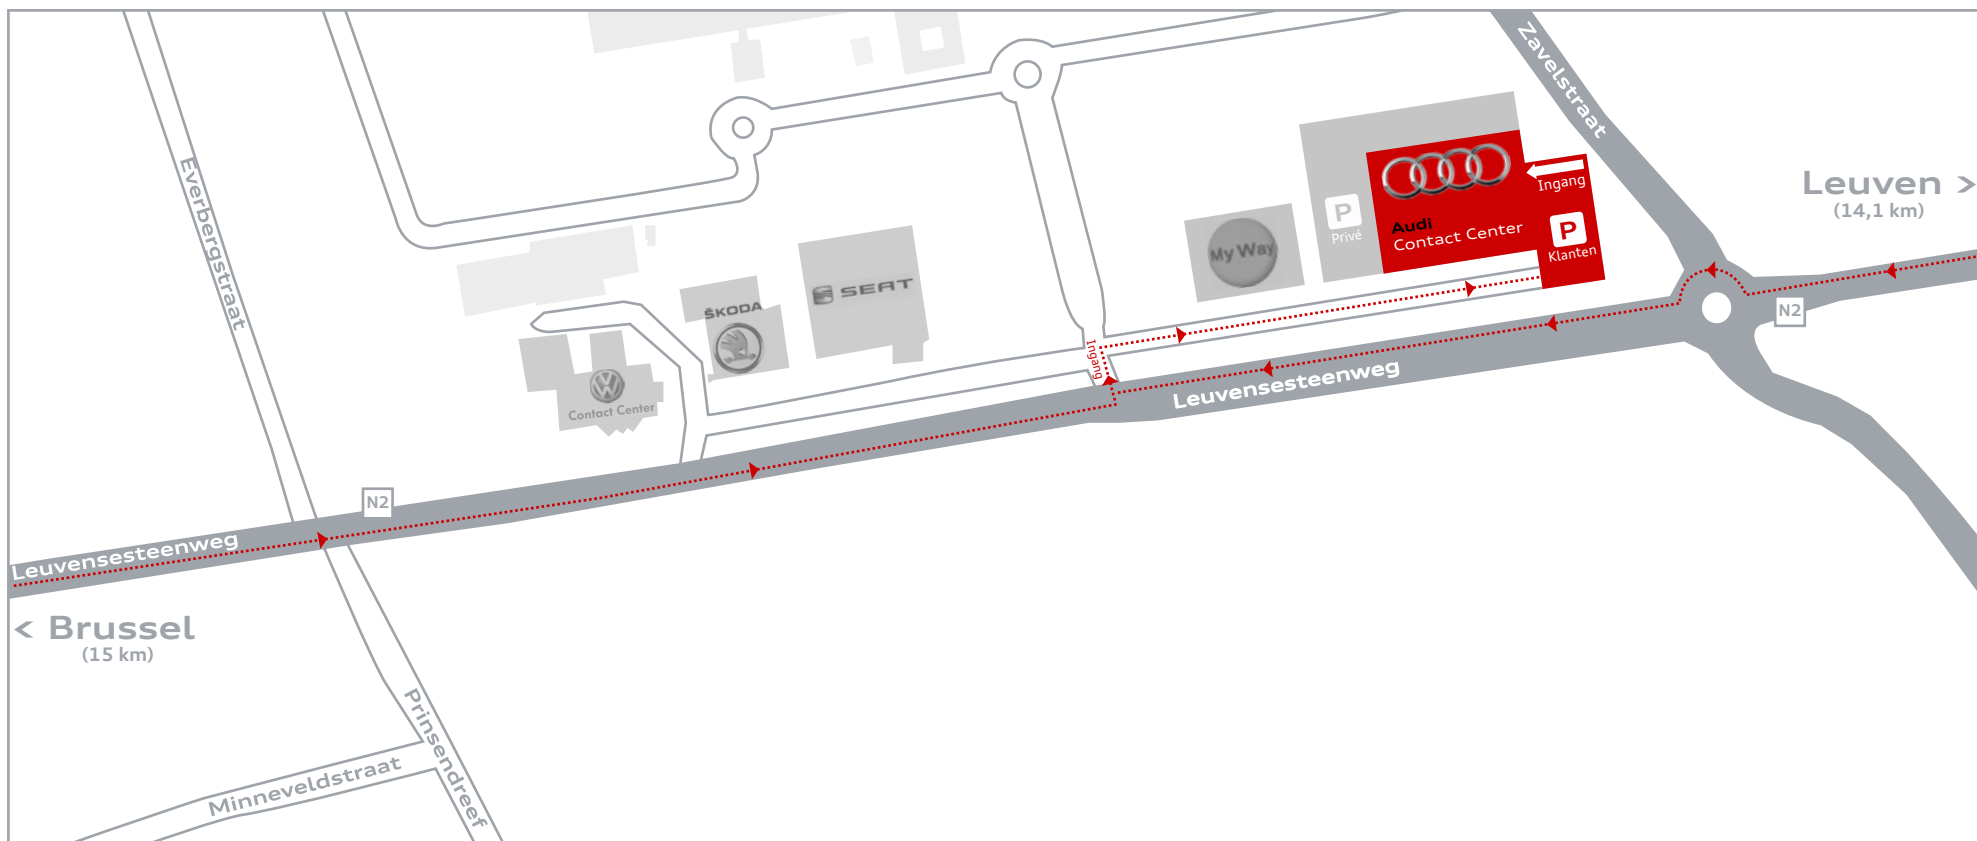 Zavelstraat
Everbergstraat
Leuven >
(14,1 km)
Ingang
P
Privé
Audi
Contact Center
P
Klanten
My Way
SEAT
ŠKODA
N2
Ingang
Contact Center
Leuvensesteenweg
N2
Leuvensesteenweg
< Brussel
(15 km)
Prinsendreef
Minneveldstraat